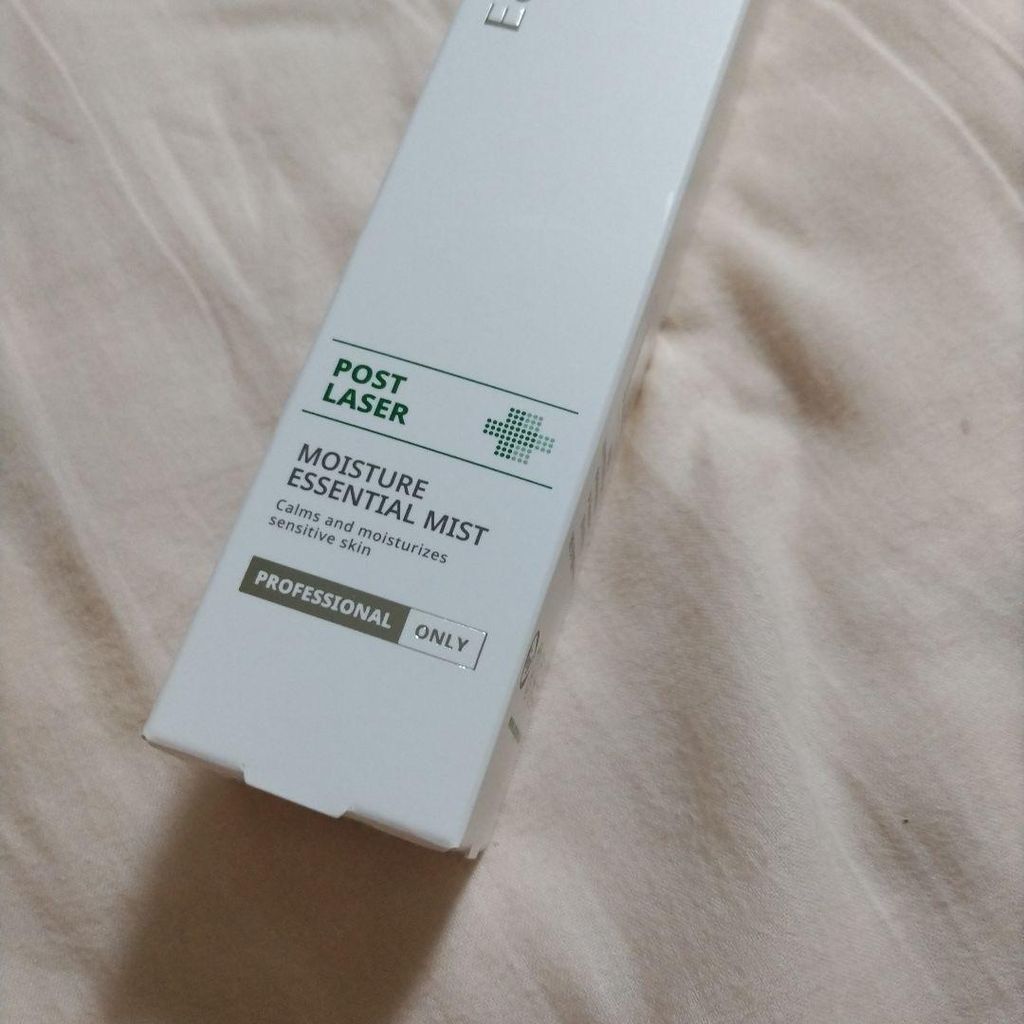 POST
LASER
MOISTURE
ESSENTIAL MIST
Calms and moisturizes
sensitive skin
PROFESSIONAL ONLY